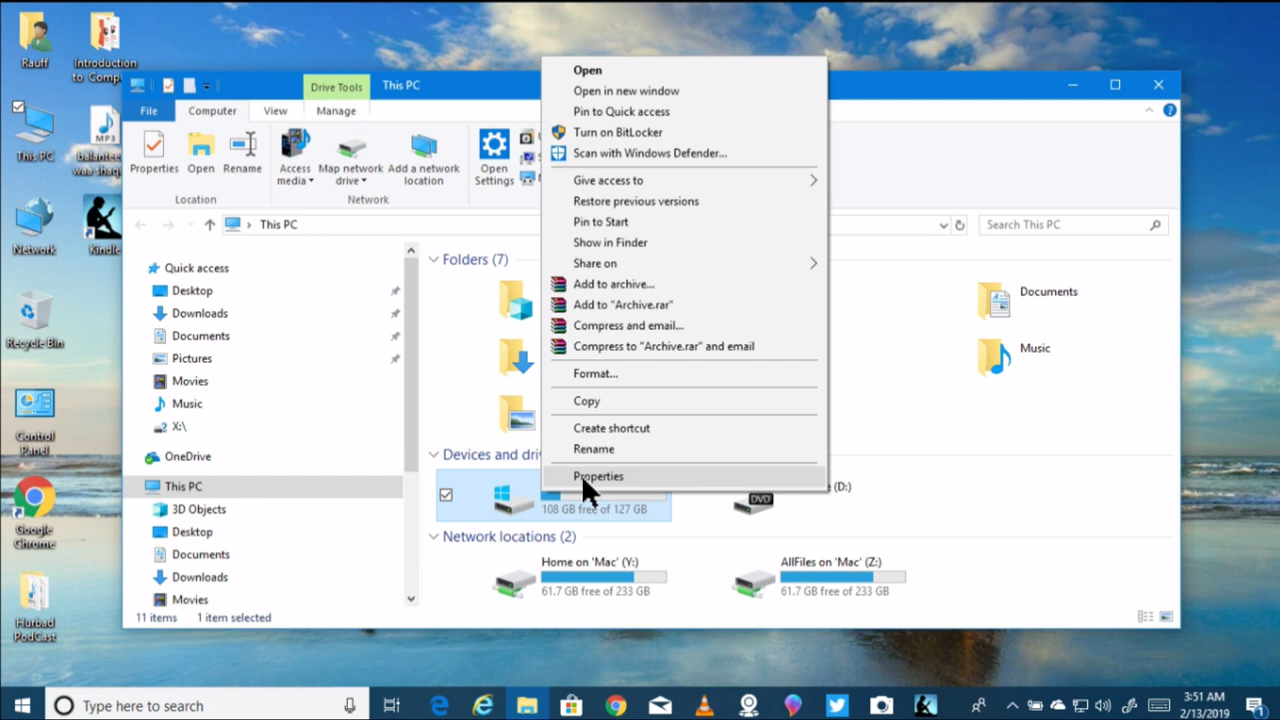 Rauff
Introduction
to Compu
This PC
MP3
balantee
waa shaqo
Network
Kindle
Recycle Bin
Control
Panel
Google
Chrome
Hurbad
PodCast
Drive Tools
This PC
File
Computer
View
Manage
Properties
Open
Rename
Access
media
Map network
drive
Add a network
location
Open
Settings
Location
Network
This PC
Search This PC
Quick access
Desktop
Downloads
Documents
Pictures
Movies
Music
X:\
OneDrive
This PC
3D Objects
Desktop
Documents
Downloads
Movies
11 items
1 item selected
Folders (7)
Documents
Music
Devices and driv
108 GB free of 127 GB
DVD
(D:)
Network locations (2)
Home on 'Mac' (Y:)
61.7 GB free of 233 GB
AllFiles on 'Mac' (Z:)
61.7 GB free of 233 GB
Open
Open in new window
Pin to Quick access
Turn on BitLocker
Scan with Windows Defender...
Give access to
Restore previous versions
Pin to Start
Show in Finder
Share on
Add to archive...
Add to "Archive.rar"
Compress and email...
Compress to "Archive.rar" and email
Format...
Copy
Create shortcut
Rename
Properties
Type here to search
3:51 AM
2/13/2019
1